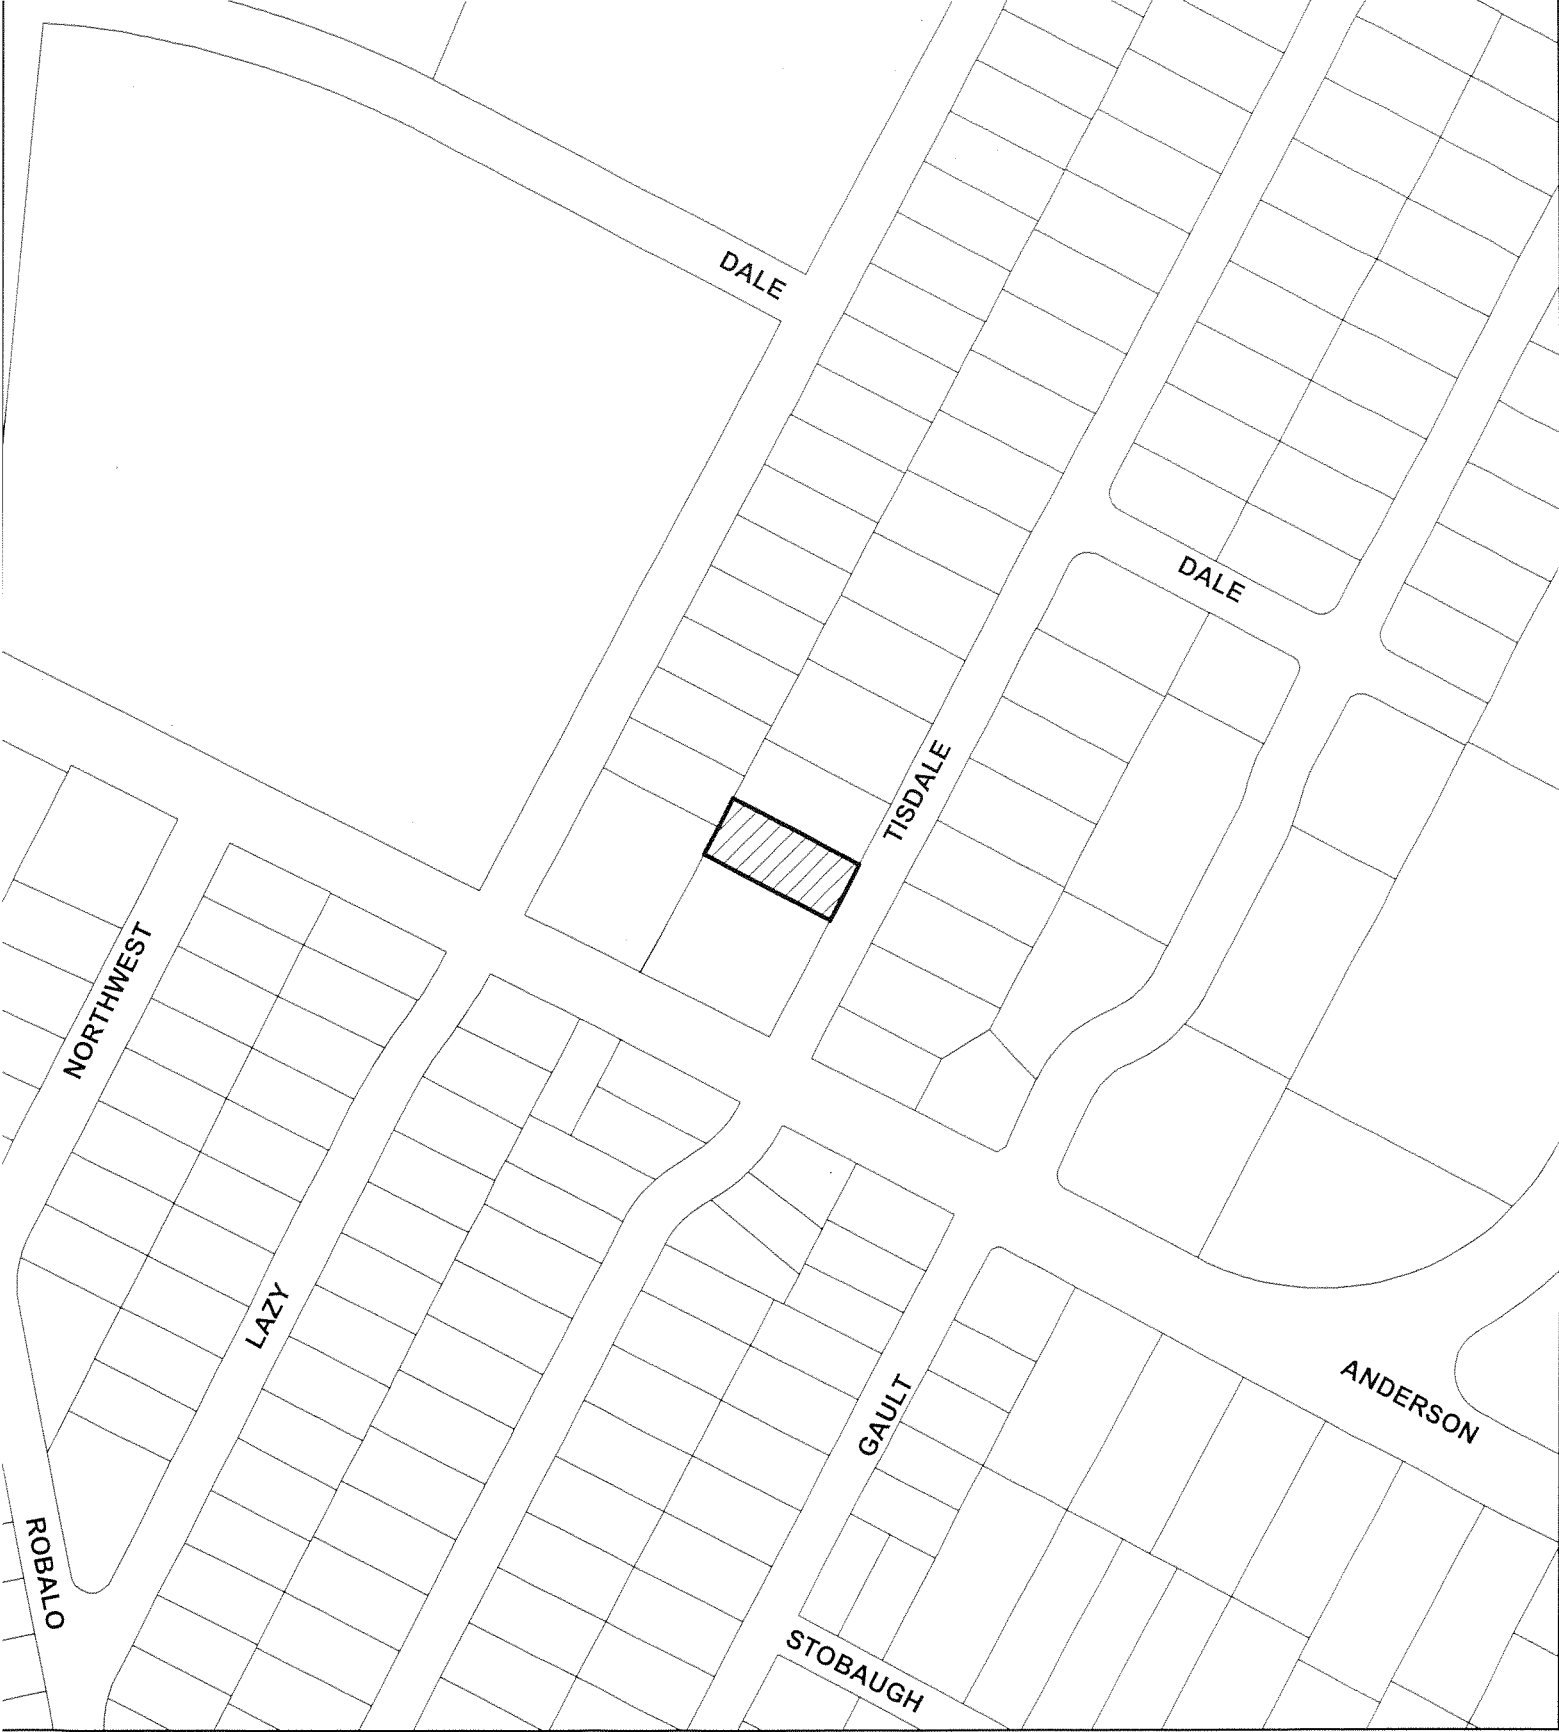 DALE
DALE
TISDALE
NORTHWEST
LAZY
ANDERSON
GAULT
ROBALO
STOBAUGH